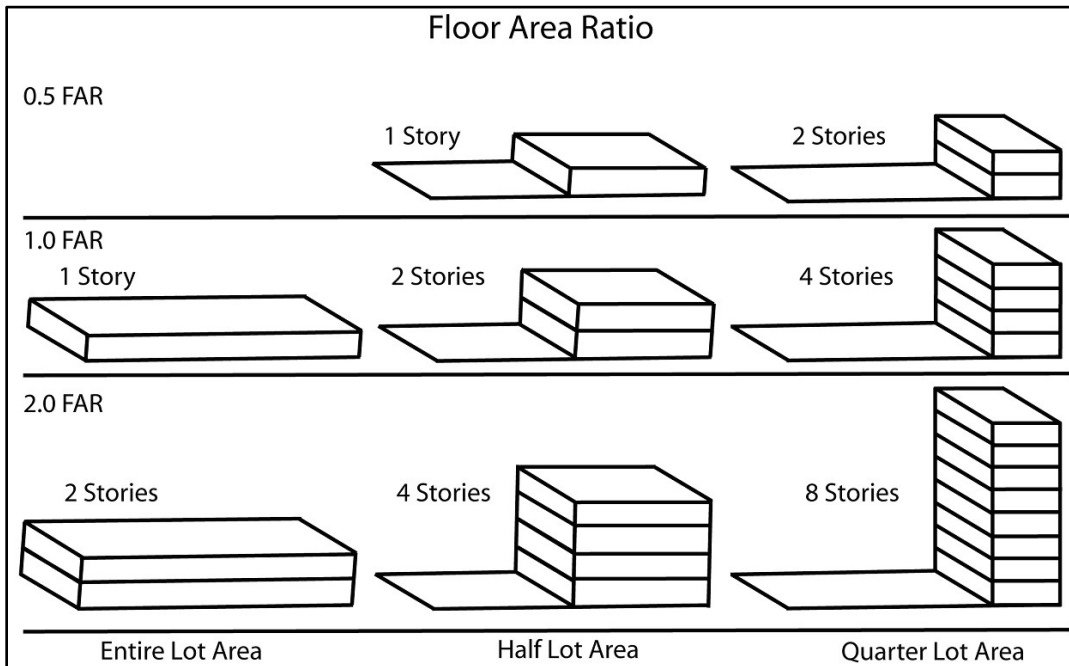 Floor Area Ratio
0.5 FAR
1 Story
2 Stories
1.0 FAR
1 Story
2 Stories
4 Stories
2.0 FAR
2 Stories
4 Stories
8 Stories
Entire Lot Area
Half Lot Area
Quarter Lot Area